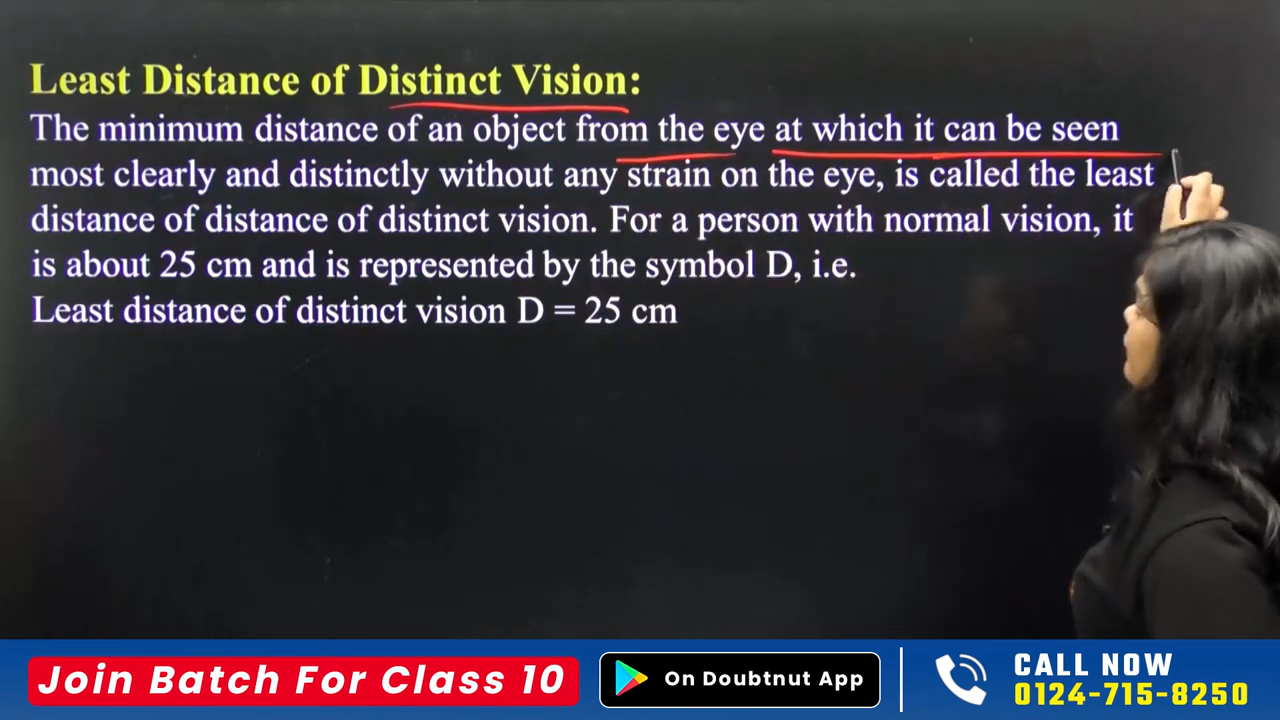 Least Distance of Distinct Vision:
The minimum distance of an object from the eye at which it can be seen
most clearly and distinctly without any strain on the eye, is called the least
distance of distance of distinct vision. For a person with normal vision, it
is about 25 cm and is represented by the symbol D, i.e.
Least distance of distinct vision D = 25 cm
Join Batch For Class 10
On Doubtnut App
CALL NOW
0124-715-8250